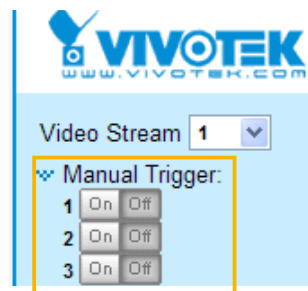 VIVOTEK
www.vivotek.com
Video Stream 1
Manual Trigger:
1 On Off
2 On Off
3 On Off